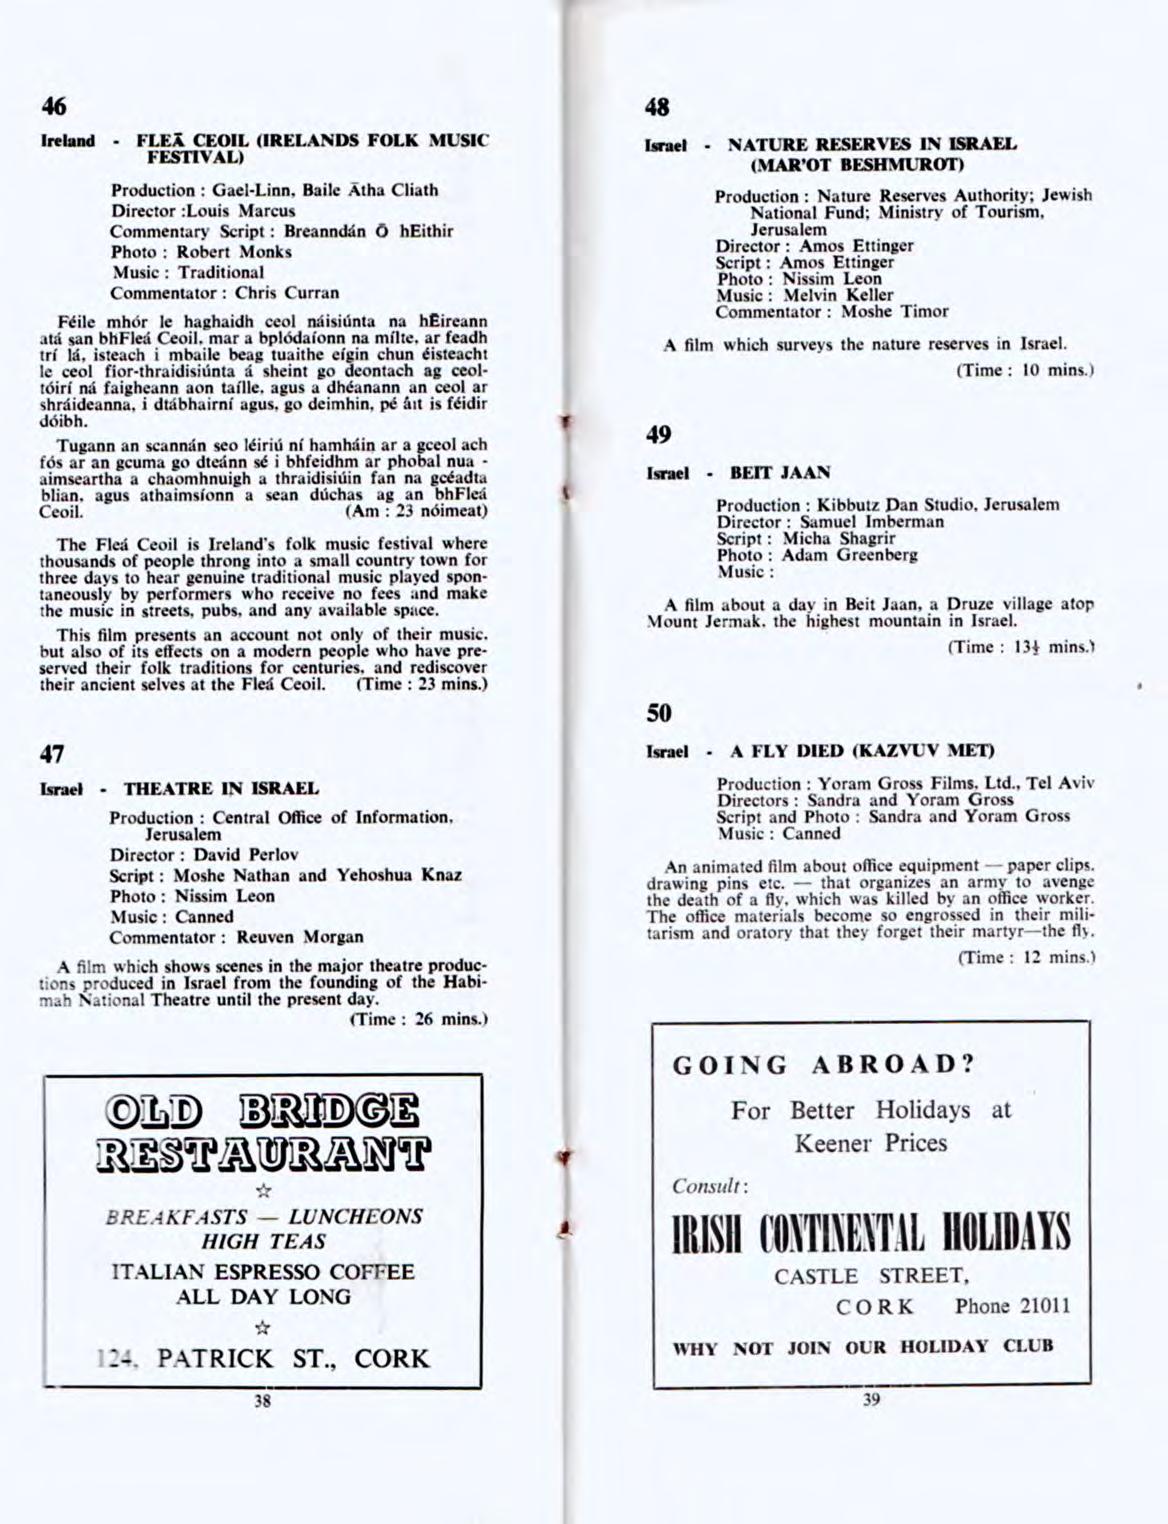 46
Ireland - FLEĀ CEOIL (IRELANDS FOLK MUSIC
FESTIVAL)
Production : Gael-Linn, Baile Ātha Cliath
Director :Louis Marcus
Commentary Script : Breanndán Ō hEithir
Photo : Robert Monks
Music : Traditional
Commentator : Chris Curran
Féile mhór le haghaidh ceol náisiúnta na hĒireann
atá san bhFleá Ceoil, mar a bplódaíonn na mílte, ar feadh
trí lá, isteach i mbaile beag tuaithe eígin chun éisteacht
le ceol fíor-thraidisiúnta á sheint go deontach ag ceol-
tóirí ná faigheann aon taílle, agus a dhéanann an ceol ar
shráideanna, i dtábhairní agus, go deimhin, pé áit is féidir
dóibh.
Tugann an scannán seo léiriú ní hamháin ar a gceol ach
fós ar an gcuma go dteánn sé i bhfeidhm ar phobal nua -
aimseartha a chaomhnuigh a thraidisiúin fan na gcéadta
blian, agus athaimsíonn a sean dúchas ag an bhFleá
Ceoil. (Am : 23 nóimeat)
The Fleá Ceoil is Ireland's folk music festival where
thousands of people throng into a small country town for
three days to hear genuine traditional music played spon-
taneously by performers who receive no fees and make
the music in streets, pubs, and any available space.
This film presents an account not only of their music,
but also of its effects on a modern people who have pre-
served their folk traditions for centuries, and rediscover
their ancient selves at the Fleá Ceoil. (Time : 23 mins.)
47
Israel - THEATRE IN ISRAEL
Production : Central Office of Information,
Jerusalem
Director : David Perlov
Script : Moshe Nathan and Yehoshua Knaz
Photo : Nissim Leon
Music : Canned
Commentator : Reuven Morgan
A film which shows scenes in the major theatre produc-
tions produced in Israel from the founding of the Habi-
mah National Theatre until the present day.
(Time : 26 mins.)
OLD BRIDGE
RESTAURANT
☆
BREAKFASTS — LUNCHEONS
HIGH TEAS
ITALIAN ESPRESSO COFFEE
ALL DAY LONG
☆
124, PATRICK ST., CORK
38
48
Israel - NATURE RESERVES IN ISRAEL
(MAR'OT BESHMUROT)
Production : Nature Reserves Authority; Jewish
National Fund; Ministry of Tourism,
Jerusalem
Director : Amos Ettinger
Script : Amos Ettinger
Photo : Nissim Leon
Music : Melvin Keller
Commentator : Moshe Timor
A film which surveys the nature reserves in Israel.
(Time : 10 mins.)
49
Israel - BEIT JAAN
Production : Kibbutz Dan Studio, Jerusalem
Director : Samuel Imberman
Script : Micha Shagrir
Photo : Adam Greenberg
Music :
A film about a day in Beit Jaan, a Druze village atop
Mount Jermak, the highest mountain in Israel.
(Time : 13½ mins.)
50
Israel - A FLY DIED (KAZVUV MET)
Production : Yoram Gross Films, Ltd., Tel Aviv
Directors : Sandra and Yoram Gross
Script and Photo : Sandra and Yoram Gross
Music : Canned
An animated film about office equipment — paper clips,
drawing pins etc. — that organizes an army to avenge
the death of a fly, which was killed by an office worker.
The office materials become so engrossed in their mili-
tarism and oratory that they forget their martyr—the fly.
(Time : 12 mins.)
GOING ABROAD?
For Better Holidays at
Keener Prices
Consult :
IRISH CONTINENTAL HOLIDAYS
CASTLE STREET,
CORK Phone 21011
WHY NOT JOIN OUR HOLIDAY CLUB
39